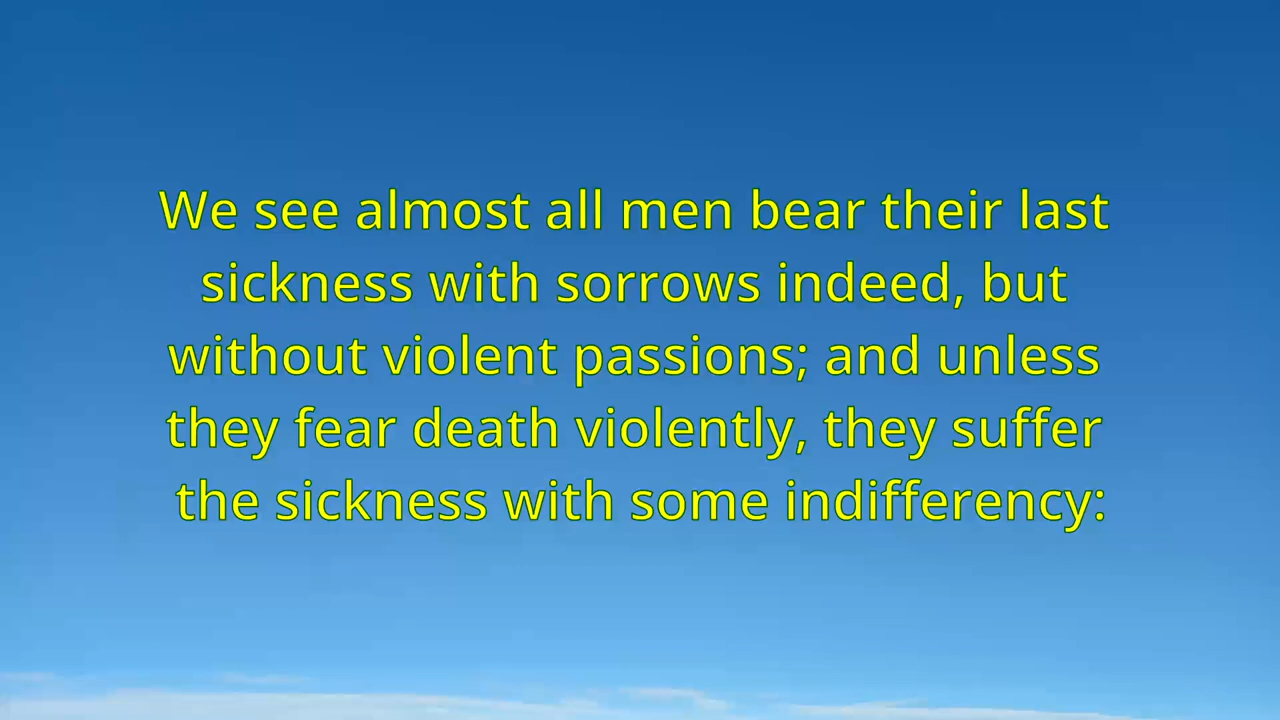 We see almost all men bear their last
sickness with sorrows indeed, but
without violent passions; and unless
they fear death violently, they suffer
the sickness with some indifferency: